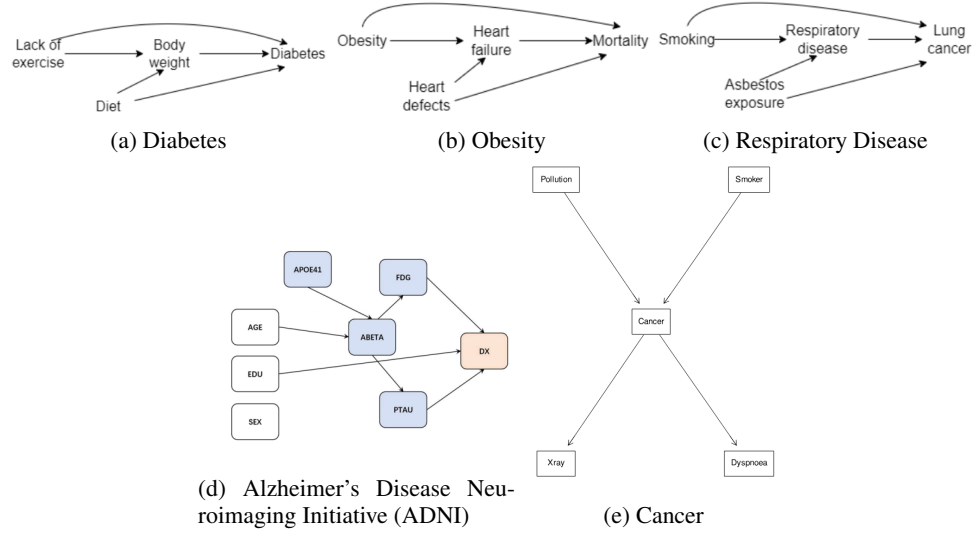 Lack of
exercise
Body
weight
Diabetes
Diet
(a) Diabetes
Obesity
Heart
failure
Mortality
Heart
defects
(b) Obesity
Smoking
Respiratory
disease
Lung
cancer
Asbestos
exposure
(c) Respiratory Disease
APOE41
FDG
AGE
ABETA
DX
EDU
PTAU
SEX
(d) Alzheimer's Disease Neu-
roimaging Initiative (ADNI)
Pollution
Smoker
Cancer
Xray
Dyspnoea
(e) Cancer